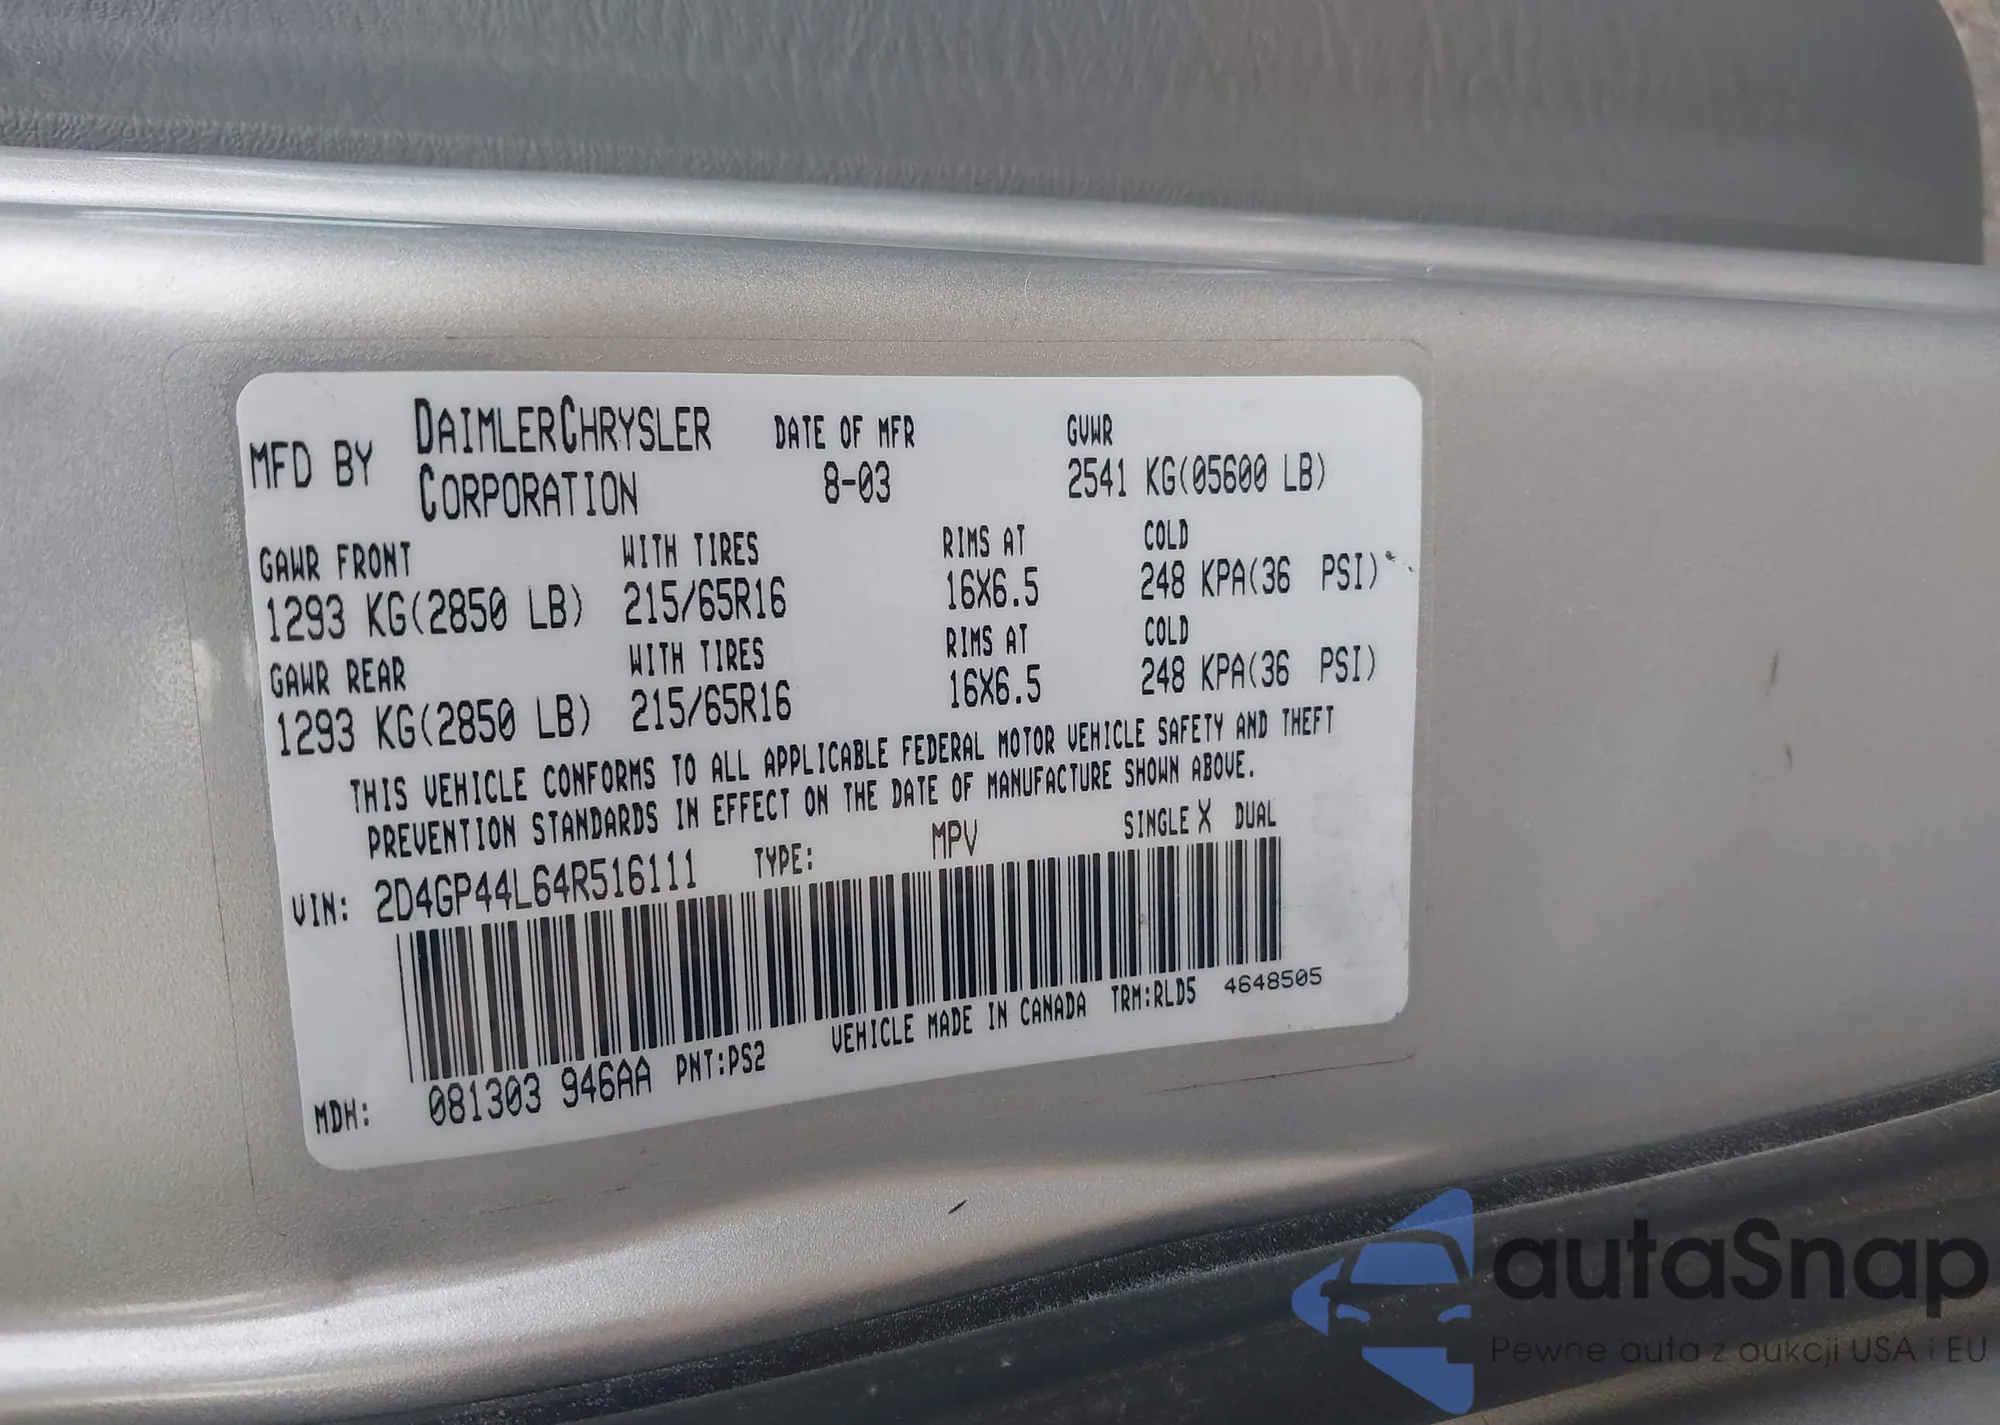 MFD BY DAIMLERCHRYSLER CORPORATION
DATE OF MFR
8-03
GVWR
2541 KG(05600 LB)
GAWR FRONT WITH TIRES RIMS AT COLD
1293 KG(2850 LB) 215/65R16 16X6.5 248 KPA(36 PSI)
GAWR REAR WITH TIRES RIMS AT COLD
1293 KG(2850 LB) 215/65R16 16X6.5 248 KPA(36 PSI)
THIS VEHICLE CONFORMS TO ALL APPLICABLE FEDERAL MOTOR VEHICLE SAFETY AND THEFT
PREVENTION STANDARDS IN EFFECT ON THE DATE OF MANUFACTURE SHOWN ABOVE.
VIN: 2D4GP44L64R516111 TYPE: MPV SINGLE X DUAL
MDH: 081303 946AA PNT:PS2 VEHICLE MADE IN CANADA TRM:RLD5 4648505
autaSnap
Pewne auta z aukcji USA i EU